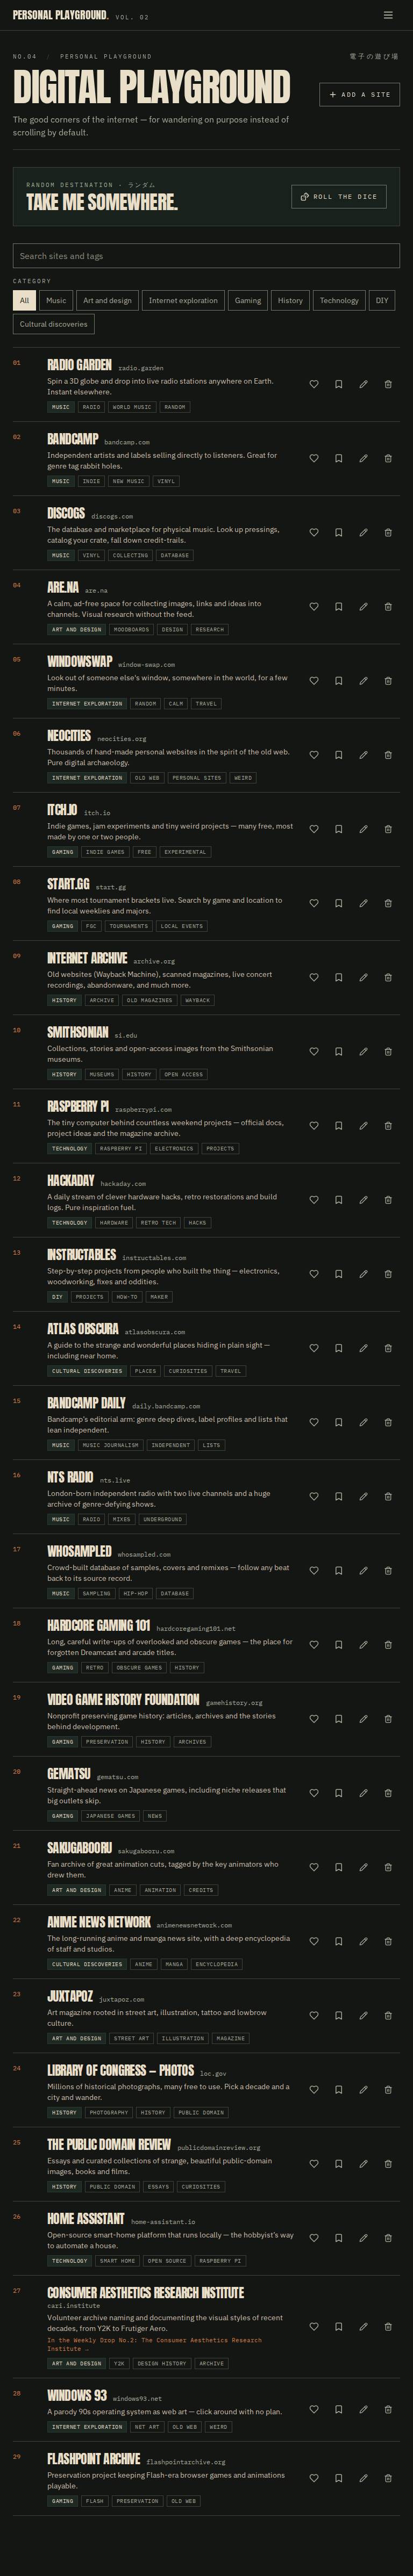 PERSONAL PLAYGROUND. VOL. 02
NO.04 / PERSONAL PLAYGROUND 電子の遊び場
DIGITAL PLAYGROUND
+ ADD A SITE
The good corners of the internet — for wandering on purpose instead of
scrolling by default.
RANDOM DESTINATION · ランダム
TAKE ME SOMEWHERE.
ROLL THE DICE
Search sites and tags
CATEGORY
All Music Art and design Internet exploration Gaming History Technology DIY
Cultural discoveries
01 RADIO GARDEN radio.garden
Spin a 3D globe and drop into live radio stations anywhere on Earth.
Instant elsewhere.
MUSIC RADIO WORLD MUSIC RANDOM
02 BANDCAMP bandcamp.com
Independent artists and labels selling directly to listeners. Great for
genre tag rabbit holes.
MUSIC INDIE NEW MUSIC VINYL
03 DISCOGS discogs.com
The database and marketplace for physical music. Look up pressings,
catalog your crate, fall down credit-trails.
MUSIC VINYL COLLECTING DATABASE
04 ARE.NA are.na
A calm, ad-free space for collecting images, links and ideas into
channels. Visual research without the feed.
ART AND DESIGN MOODBOARDS DESIGN RESEARCH
05 WINDOWSWAP window-swap.com
Look out of someone else's window, somewhere in the world, for a few
minutes.
INTERNET EXPLORATION RANDOM CALM TRAVEL
06 NEOCITIES neocities.org
Thousands of hand-made personal websites in the spirit of the old web.
Pure digital archaeology.
INTERNET EXPLORATION OLD WEB PERSONAL SITES WEIRD
07 ITCH.IO itch.io
Indie games, jam experiments and tiny weird projects — many free, most
made by one or two people.
GAMING INDIE GAMES FREE EXPERIMENTAL
08 START.GG start.gg
Where most tournament brackets live. Search by game and location to
find local weeklies and majors.
GAMING FGC TOURNAMENTS LOCAL EVENTS
09 INTERNET ARCHIVE archive.org
Old websites (Wayback Machine), scanned magazines, live concert
recordings, abandonware, and much more.
HISTORY ARCHIVE OLD MAGAZINES WAYBACK
10 SMITHSONIAN si.edu
Collections, stories and open-access images from the Smithsonian
museums.
HISTORY MUSEUMS HISTORY OPEN ACCESS
11 RASPBERRY PI raspberrypi.com
The tiny computer behind countless weekend projects — official docs,
project ideas and the magazine archive.
TECHNOLOGY RASPBERRY PI ELECTRONICS PROJECTS
12 HACKADAY hackaday.com
A daily stream of clever hardware hacks, retro restorations and build
logs. Pure inspiration fuel.
TECHNOLOGY HARDWARE RETRO TECH HACKS
13 INSTRUCTABLES instructables.com
Step-by-step projects from people who built the thing — electronics,
woodworking, fixes and oddities.
DIY PROJECTS HOW-TO MAKER
14 ATLAS OBSCURA atlasobscura.com
A guide to the strange and wonderful places hiding in plain sight —
including near home.
CULTURAL DISCOVERIES PLACES CURIOSITIES TRAVEL
15 BANDCAMP DAILY daily.bandcamp.com
Bandcamp's editorial arm: genre deep dives, label profiles and lists that
lean independent.
MUSIC MUSIC JOURNALISM INDEPENDENT LISTS
16 NTS RADIO nts.live
London-born independent radio with two live channels and a huge
archive of genre-defying shows.
MUSIC RADIO MIXES UNDERGROUND
17 WHOSAMPLED whosampled.com
Crowd-built database of samples, covers and remixes — follow any beat
back to its source record.
MUSIC SAMPLING HIP-HOP DATABASE
18 HARDCORE GAMING 101 hardcoregaming101.net
Long, careful write-ups of overlooked and obscure games — the place for
forgotten Dreamcast and arcade titles.
GAMING RETRO OBSCURE GAMES HISTORY
19 VIDEO GAME HISTORY FOUNDATION gamehistory.org
Nonprofit preserving game history: articles, archives and the stories
behind development.
GAMING PRESERVATION HISTORY ARCHIVES
20 GEMATSU gematsu.com
Straight-ahead news on Japanese games, including niche releases that
big outlets skip.
GAMING JAPANESE GAMES NEWS
21 SAKUGABOORU sakugabooru.com
Fan archive of great animation cuts, tagged by the key animators who
drew them.
ART AND DESIGN ANIME ANIMATION CREDITS
22 ANIME NEWS NETWORK animenewsnetwork.com
The long-running anime and manga news site, with a deep encyclopedia
of staff and studios.
CULTURAL DISCOVERIES ANIME MANGA ENCYCLOPEDIA
23 JUXTAPOZ juxtapoz.com
Art magazine rooted in street art, illustration, tattoo and lowbrow
culture.
ART AND DESIGN STREET ART ILLUSTRATION MAGAZINE
24 LIBRARY OF CONGRESS — PHOTOS loc.gov
Millions of historical photographs, many free to use. Pick a decade and a
city and wander.
HISTORY PHOTOGRAPHY HISTORY PUBLIC DOMAIN
25 THE PUBLIC DOMAIN REVIEW publicdomainreview.org
Essays and curated collections of strange, beautiful public-domain
images, books and films.
HISTORY PUBLIC DOMAIN ESSAYS CURIOSITIES
26 HOME ASSISTANT home-assistant.io
Open-source smart-home platform that runs locally — the hobbyist's way
to automate a house.
TECHNOLOGY SMART HOME OPEN SOURCE RASPBERRY PI
27 CONSUMER AESTHETICS RESEARCH INSTITUTE
cari.institute
Volunteer archive naming and documenting the visual styles of recent
decades, from Y2K to Frutiger Aero.
In the Weekly Drop No.2: The Consumer Aesthetics Research
Institute →
ART AND DESIGN Y2K DESIGN HISTORY ARCHIVE
28 WINDOWS 93 windows93.net
A parody 90s operating system as web art — click around with no plan.
INTERNET EXPLORATION NET ART OLD WEB WEIRD
29 FLASHPOINT ARCHIVE flashpointarchive.org
Preservation project keeping Flash-era browser games and animations
playable.
GAMING FLASH PRESERVATION OLD WEB